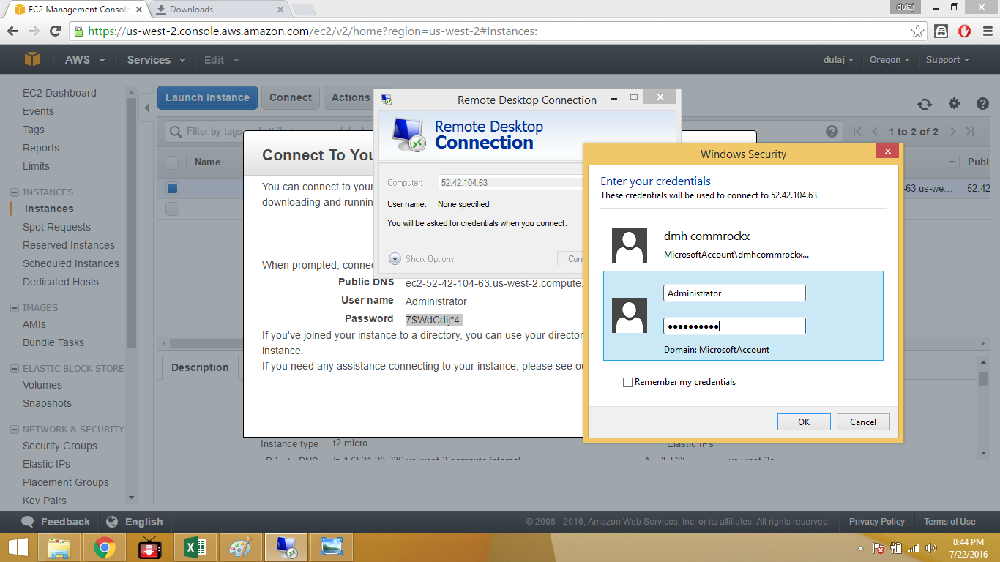 EC2 Management Console
Downloads
dulaj
https://us-west-2.console.aws.amazon.com/ec2/v2/home?region=us-west-2#Instances:
AWS
Services
Edit
dulaj
Oregon
Support
EC2 Dashboard
Events
Tags
Reports
Limits
INSTANCES
Instances
Spot Requests
Reserved Instances
Scheduled Instances
Dedicated Hosts
IMAGES
AMIs
Bundle Tasks
ELASTIC BLOCK STORE
Volumes
Snapshots
NETWORK & SECURITY
Security Groups
Elastic IPs
Placement Groups
Key Pairs
Launch Instance
Connect
Actions
Filter by tags
1 to 2 of 2
Name
Publ
-63.us-we...
52.42
Connect To You
You can connect to your
downloading and runnin
When prompted, connec
Public DNS ec2-52-42-104-63.us-west-2.compute.
User name Administrator
Password 7$WdCdij*4
If you've joined your instance to a directory, you can use your director
instance.
If you need any assistance connecting to your instance, please see ou
Description
Instance type t2.micro
Elastic IPs
Remote Desktop Connection
Remote Desktop
Connection
Computer: 52.42.104.63
User name: None specified
You will be asked for credentials when you connect.
Show Options
Con
Windows Security
Enter your credentials
These credentials will be used to connect to 52.42.104.63.
dmh commrockx
MicrosoftAccount\dmhcommrockx...
Administrator
Domain: MicrosoftAccount
Remember my credentials
OK
Cancel
Feedback
English
© 2008 - 2016, Amazon Web Services, Inc. or its affiliates. All rights reserved.
Privacy Policy
Terms of Use
8:44 PM
7/22/2016